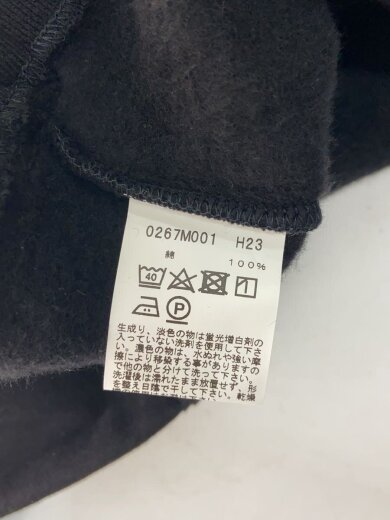 0267M001 H23
綿 100%
40
P
生成り、淡色の物は蛍光増白剤の
入っていない洗剤を使用して下さ
い。濃色の物は、水ぬれや強い摩
擦により移染する事がありますの
で他の物と分けて洗って下さい。
洗濯後は濡れたまま放置せず、形
を整え日陰で干して下さい。乾燥